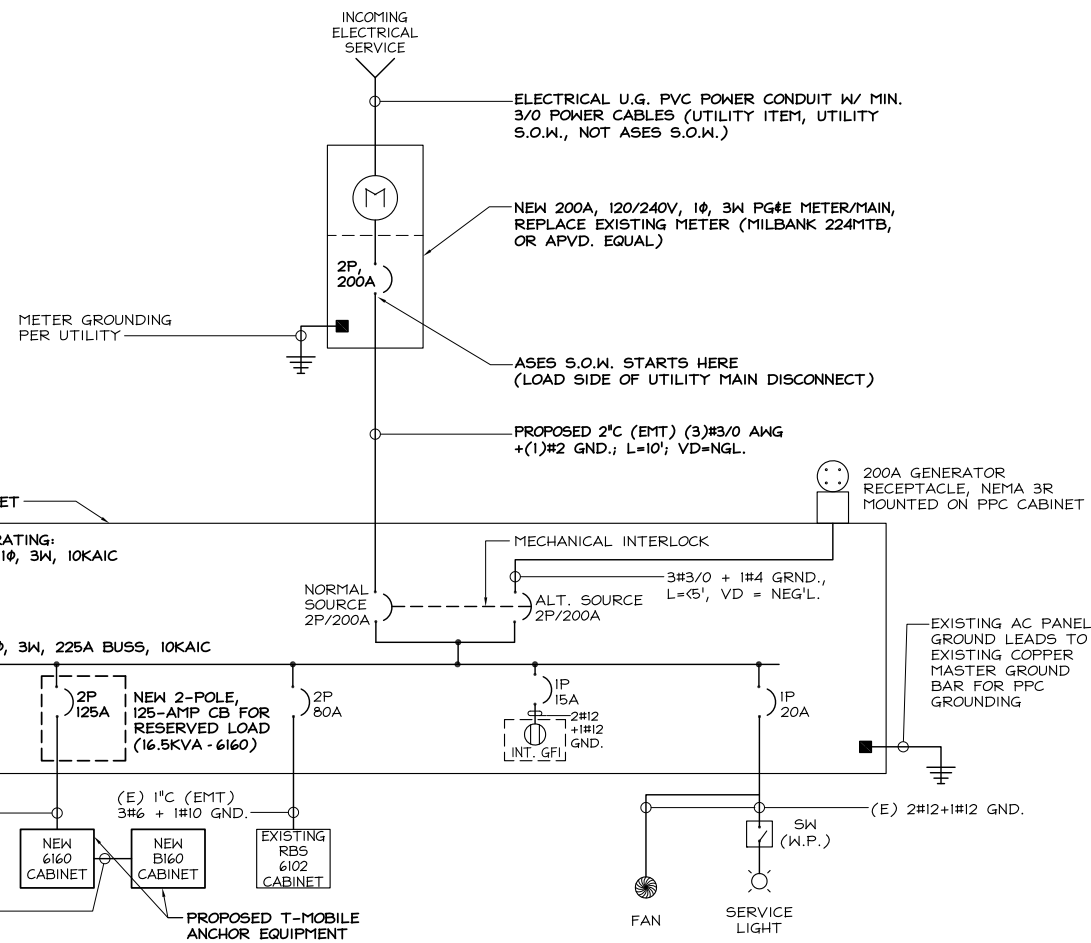 INCOMING
ELECTRICAL
SERVICE
ELECTRICAL U.G. PVC POWER CONDUIT W/ MIN.
3/0 POWER CABLES (UTILITY ITEM, UTILITY
S.O.W., NOT ASES S.O.W.)
M
NEW 200A, 120/240V, 1Ø, 3W PG&E METER/MAIN,
REPLACE EXISTING METER (MILBANK 224MTB,
OR APVD. EQUAL)
2P,
200A
METER GROUNDING
PER UTILITY
ASES S.O.W. STARTS HERE
(LOAD SIDE OF UTILITY MAIN DISCONNECT)
PROPOSED 2"C (EMT) (3)#3/0 AWG
+(1)#2 GND.; L=10'; VD=NGL.
200A GENERATOR
RECEPTACLE, NEMA 3R
MOUNTED ON PPC CABINET
ET
RATING:
1Ø, 3W, 10KAIC
MECHANICAL INTERLOCK
3#3/0 + 1#4 GRND.,
L=<5', VD = NEG'L.
NORMAL
SOURCE
2P/200A
ALT. SOURCE
2P/200A
Ø, 3W, 225A BUSS, 10KAIC
EXISTING AC PANEL
GROUND LEADS TO
EXISTING COPPER
MASTER GROUND
BAR FOR PPC
GROUNDING
2P
125A
NEW 2-POLE,
125-AMP CB FOR
RESERVED LOAD
(16.5KVA - 6160)
2P
80A
1P
15A
2#12
+1#12
GND.
INT. GFI
1P
20A
(E) 1"C (EMT)
3#6 + 1#10 GND.
(E) 2#12+1#12 GND.
NEW
6160
CABINET
NEW
B160
CABINET
EXISTING
RBS
6102
CABINET
SW
(W.P.)
FAN
SERVICE
LIGHT
PROPOSED T-MOBILE
ANCHOR EQUIPMENT